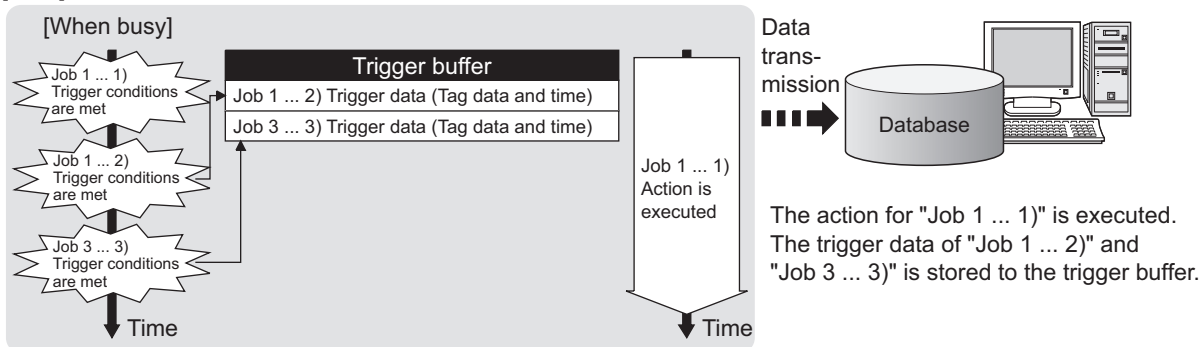 [When busy]
Job 1 ... 1)
Trigger conditions
are met
Job 1 ... 2)
Trigger conditions
are met
Job 3 ... 3)
Trigger conditions
are met
Time
Trigger buffer
Job 1 ... 2) Trigger data (Tag data and time)
Job 3 ... 3) Trigger data (Tag data and time)
Job 1 ... 1)
Action is
executed
Time
Data
trans-
mission
Database
The action for "Job 1 ... 1)" is executed.
The trigger data of "Job 1 ... 2)" and
"Job 3 ... 3)" is stored to the trigger buffer.